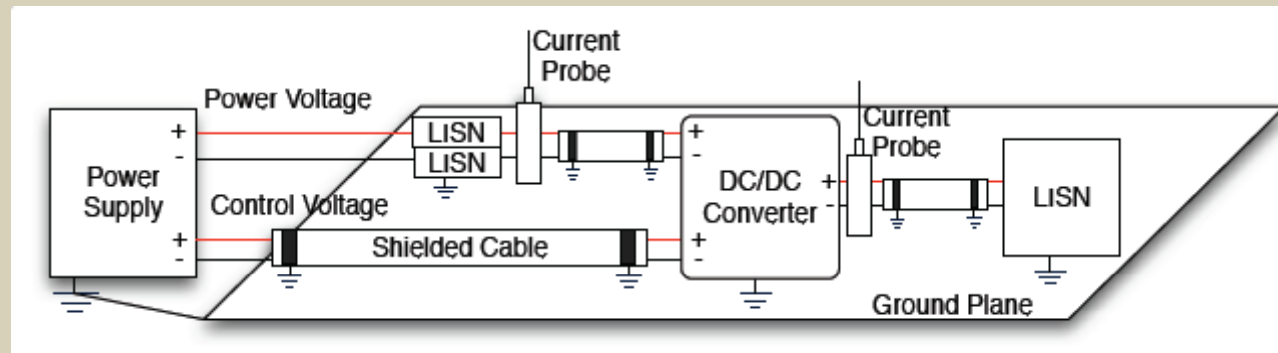 Current
Probe
Power Voltage
+
-
LISN
LISN
+
-
Current
Probe
Power
Supply
Control Voltage
DC/DC
Converter
+
-
LISN
+
-
Shielded Cable
+
-
Ground Plane